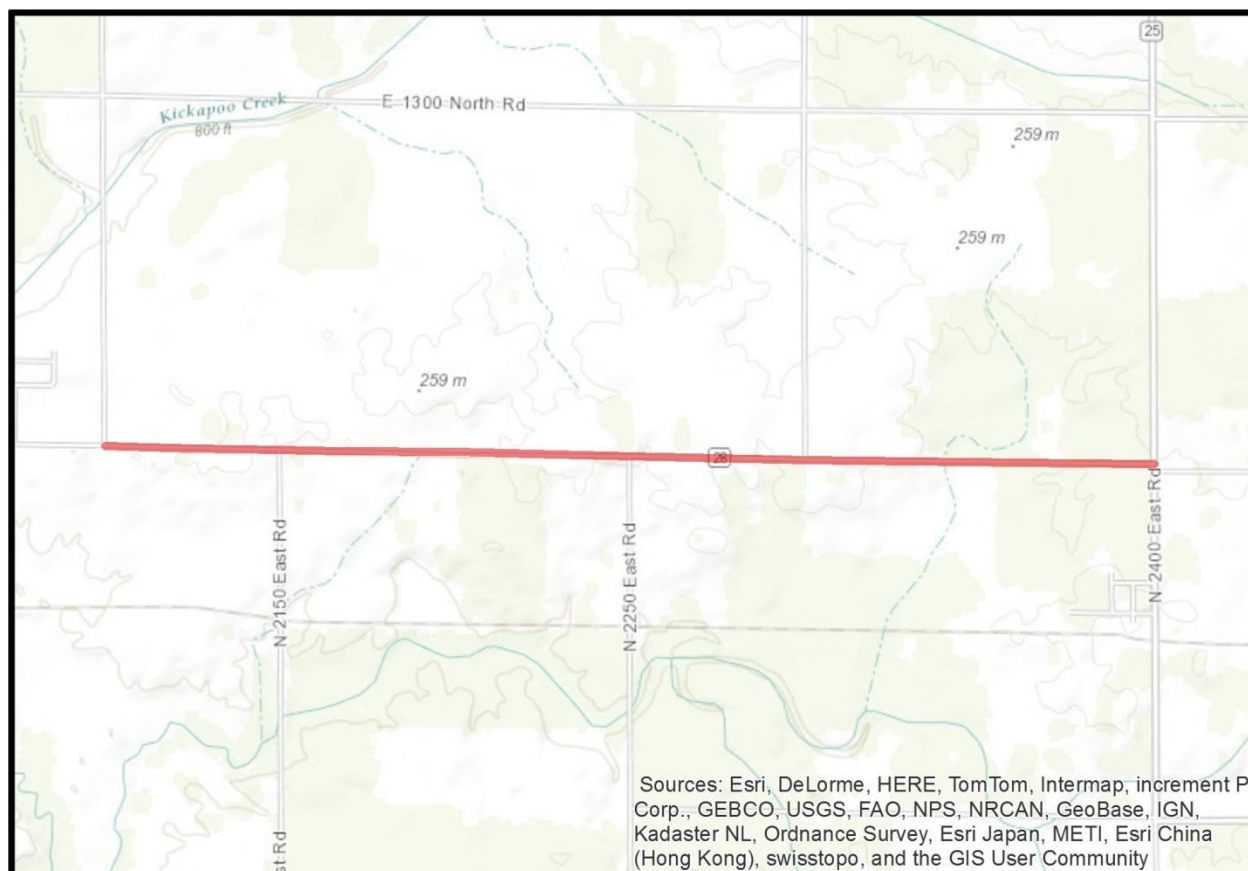 25
E 1300 North Rd
Kickapoo Creek
800 ft
259 m
259 m
259 m
28
N 2150 East Rd
N 2250 East Rd
N 2400 East Rd
st Rd
Sources: Esri, DeLorme, HERE, TomTom, Intermap, increment P
Corp., GEBCO, USGS, FAO, NPS, NRCAN, GeoBase, IGN,
Kadaster NL, Ordnance Survey, Esri Japan, METI, Esri China
(Hong Kong), swisstopo, and the GIS User Community